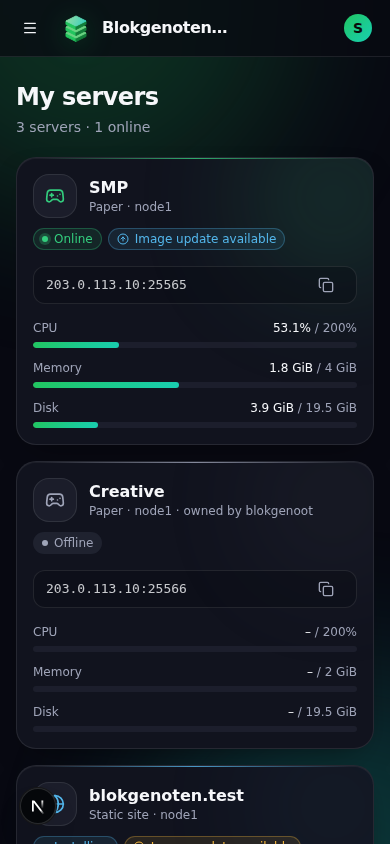 Blokgenoten...
S
My servers
3 servers · 1 online
SMP
Paper · node1
Online
Image update available
203.0.113.10:25565
CPU
53.1% / 200%
Memory
1.8 GiB / 4 GiB
Disk
3.9 GiB / 19.5 GiB
Creative
Paper · node1 · owned by blokgenoot
Offline
203.0.113.10:25566
CPU
– / 200%
Memory
– / 2 GiB
Disk
– / 19.5 GiB
N
blokgenoten.test
Static site · node1